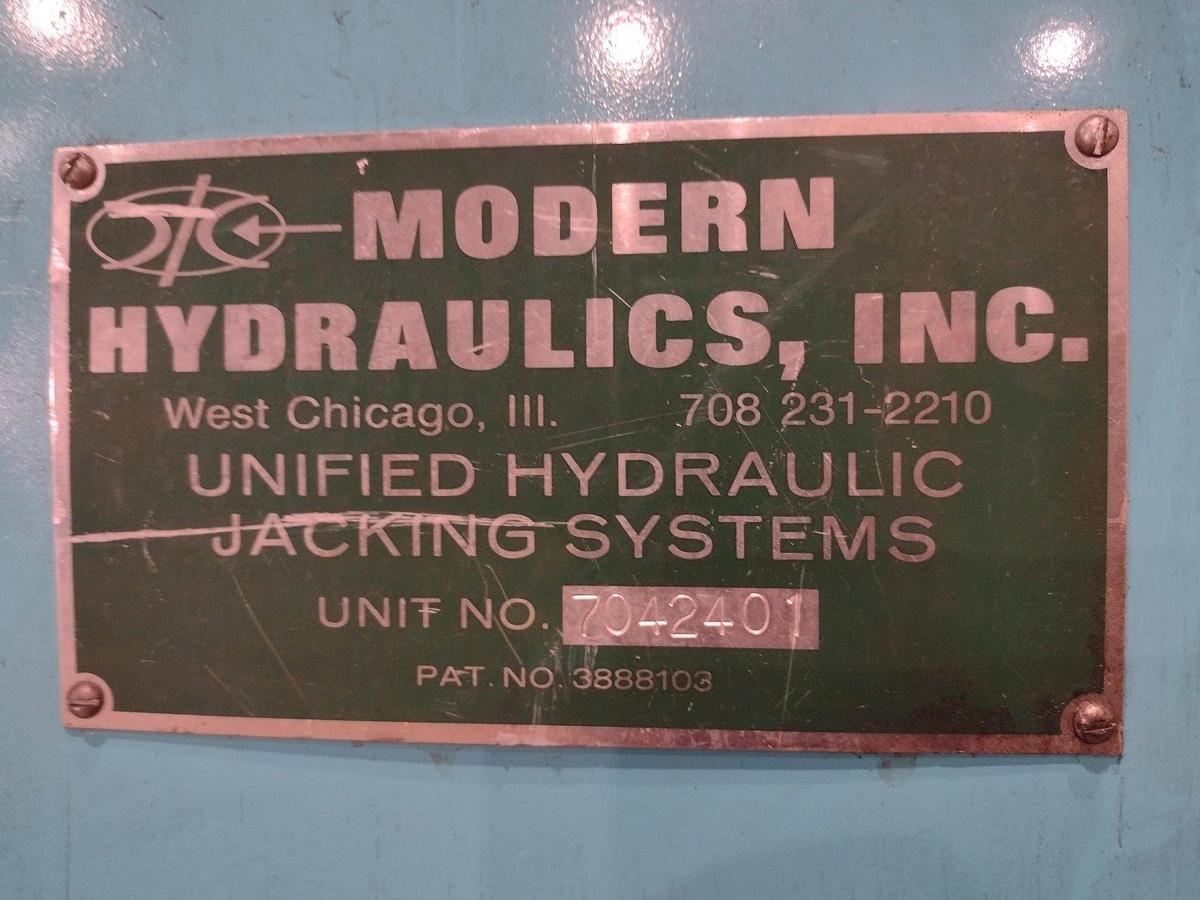 MODERN
HYDRAULICS, INC.
West Chicago, Ill. 708 231-2210
UNIFIED HYDRAULIC
JACKING SYSTEMS
UNIT NO. 7042401
PAT. NO. 3888103